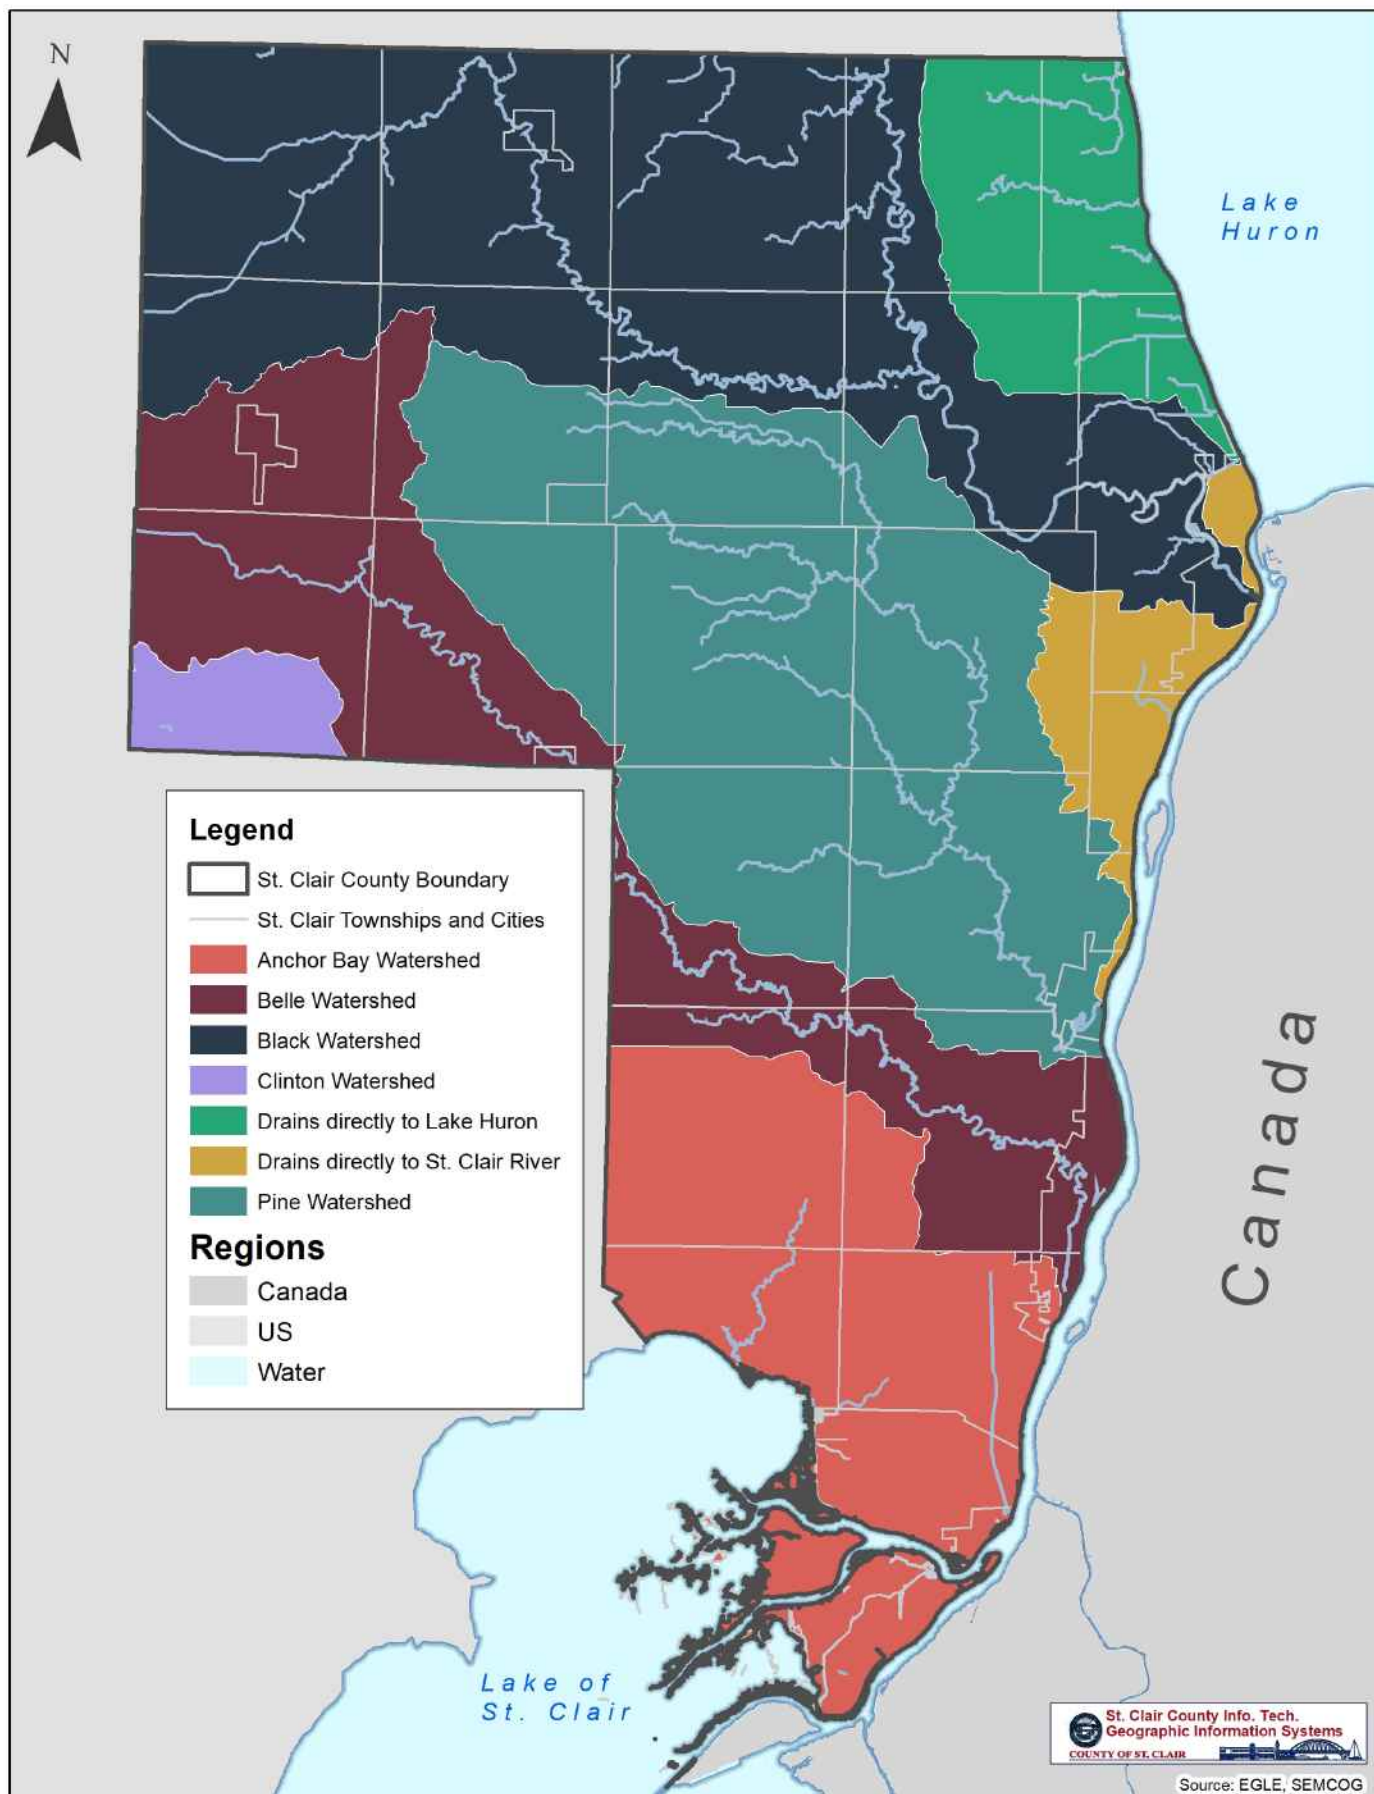 N
Lake
Huron
Legend
St. Clair County Boundary
St. Clair Townships and Cities
Anchor Bay Watershed
Belle Watershed
Black Watershed
Clinton Watershed
Drains directly to Lake Huron
Drains directly to St. Clair River
Pine Watershed
Regions
Canada
US
Water
Canada
Lake of
St. Clair
St. Clair County Info. Tech.
Geographic Information Systems
COUNTY OF ST. CLAIR
Source: EGLE, SEMCOG